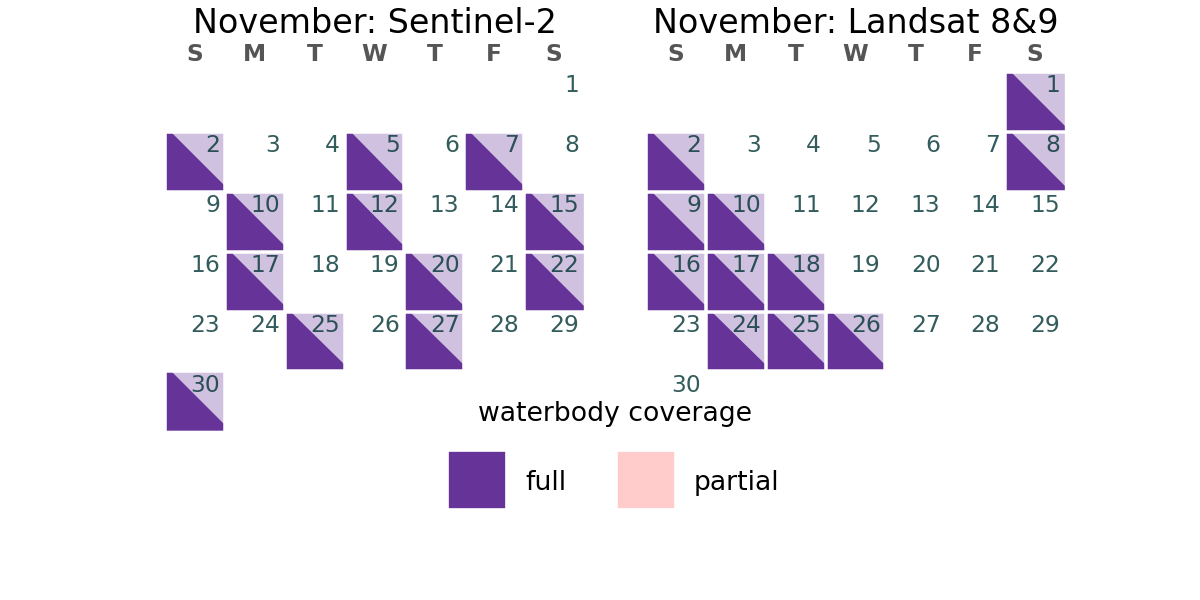 November: Sentinel-2
S M T W T F S
1
2 3 4 5 6 7 8
9 10 11 12 13 14 15
16 17 18 19 20 21 22
23 24 25 26 27 28 29
30
November: Landsat 8&9
S M T W T F S
1
2 3 4 5 6 7 8
9 10 11 12 13 14 15
16 17 18 19 20 21 22
23 24 25 26 27 28 29
30
waterbody coverage
full partial